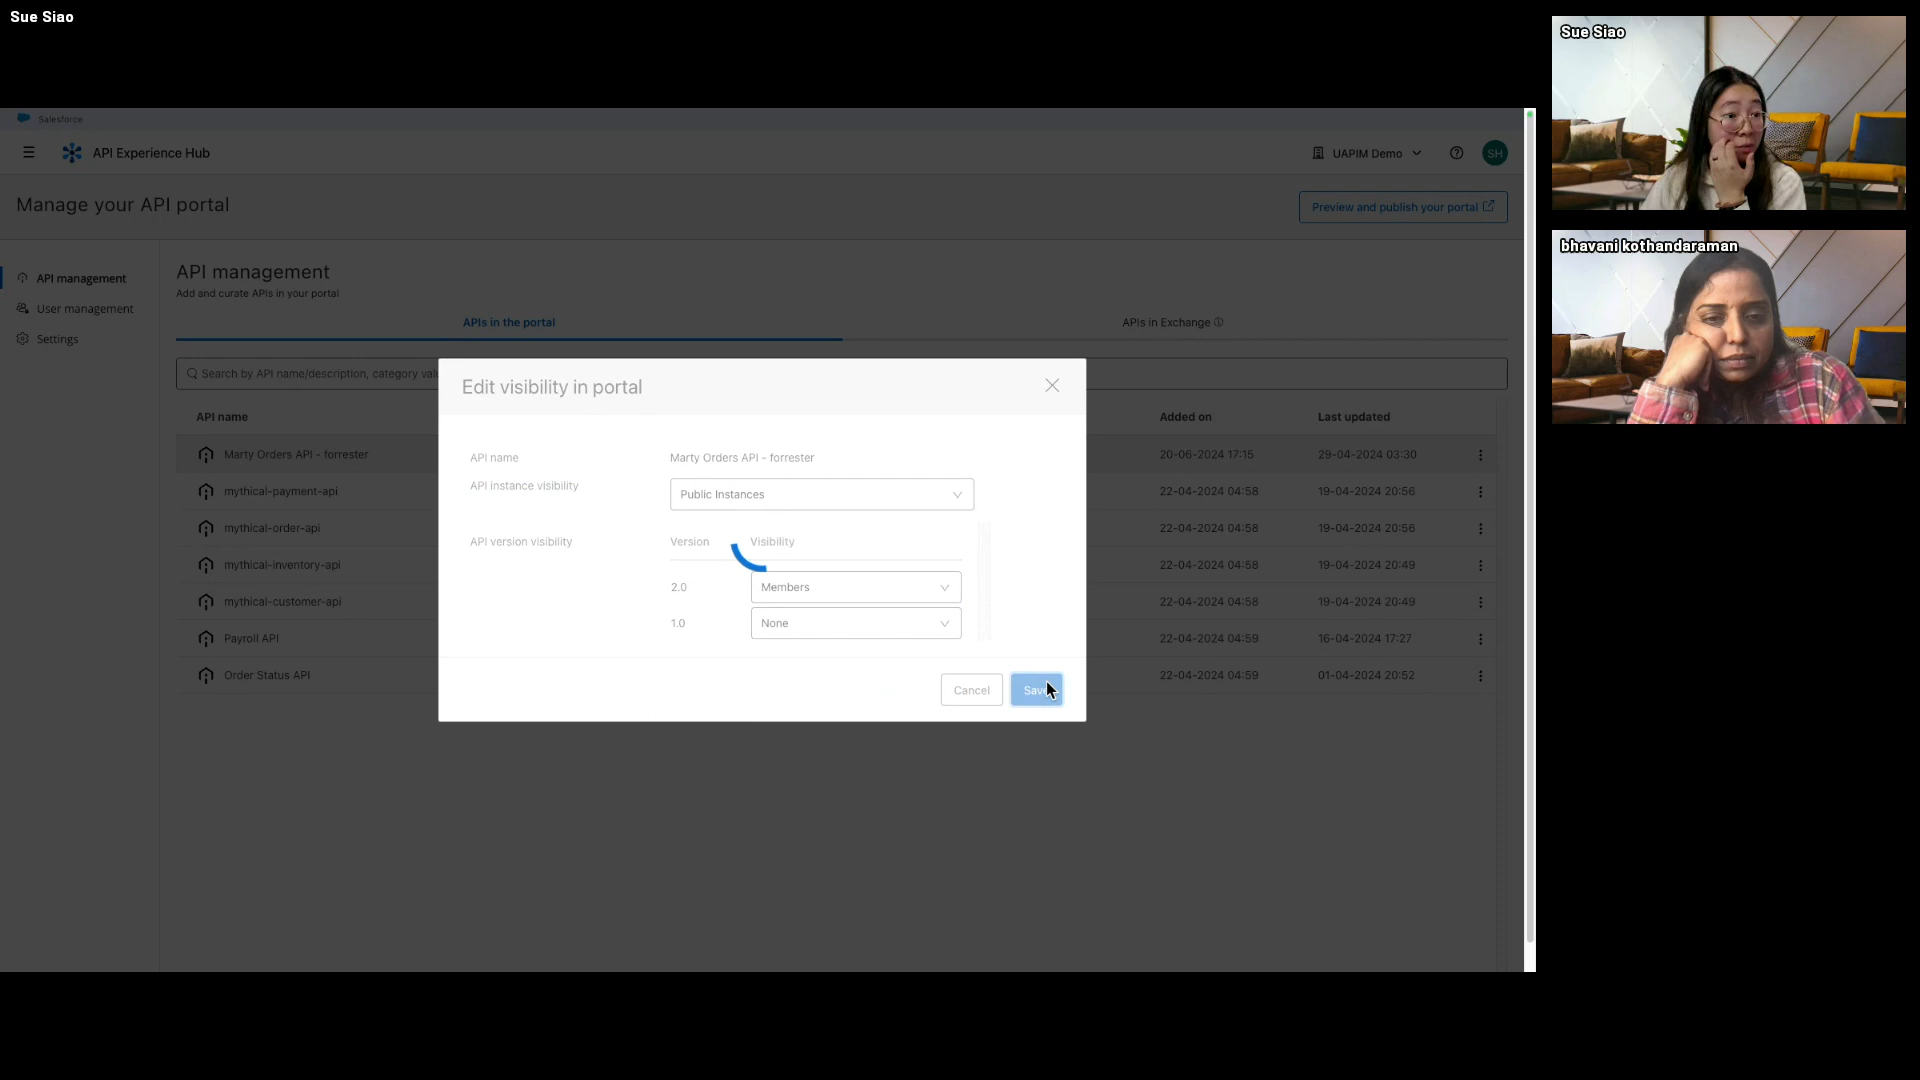 Sue Siao
Sue Siao
bhavani kothandaraman
Salesforce
API Experience Hub
UAPIM Demo
SH
Manage your API portal
Preview and publish your portal
API management
User management
Settings
API management
Add and curate APIs in your portal
APIs in the portal
APIs in Exchange
Search by API name/description, category
API name
Added on
Last updated
Marty Orders API - forrester
20-06-2024 17:15
29-04-2024 03:30
mythical-payment-api
22-04-2024 04:58
19-04-2024 20:56
mythical-order-api
22-04-2024 04:58
19-04-2024 20:56
mythical-inventory-api
22-04-2024 04:58
19-04-2024 20:49
mythical-customer-api
22-04-2024 04:58
19-04-2024 20:49
Payroll API
22-04-2024 04:59
16-04-2024 17:27
Order Status API
22-04-2024 04:59
01-04-2024 20:52
Edit visibility in portal
API name
Marty Orders API - forrester
API instance visibility
Public Instances
API version visibility
Version
Visibility
2.0
Members
1.0
None
Cancel
Save